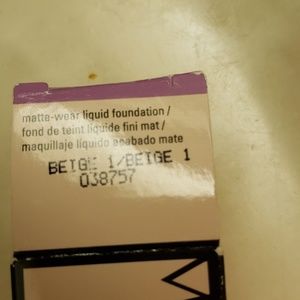 matte-wear liquid foundation /
fond de teint liquide fini mat /
maquillaje líquido acabado mate
BEIGE 1/BEIGE 1
038757